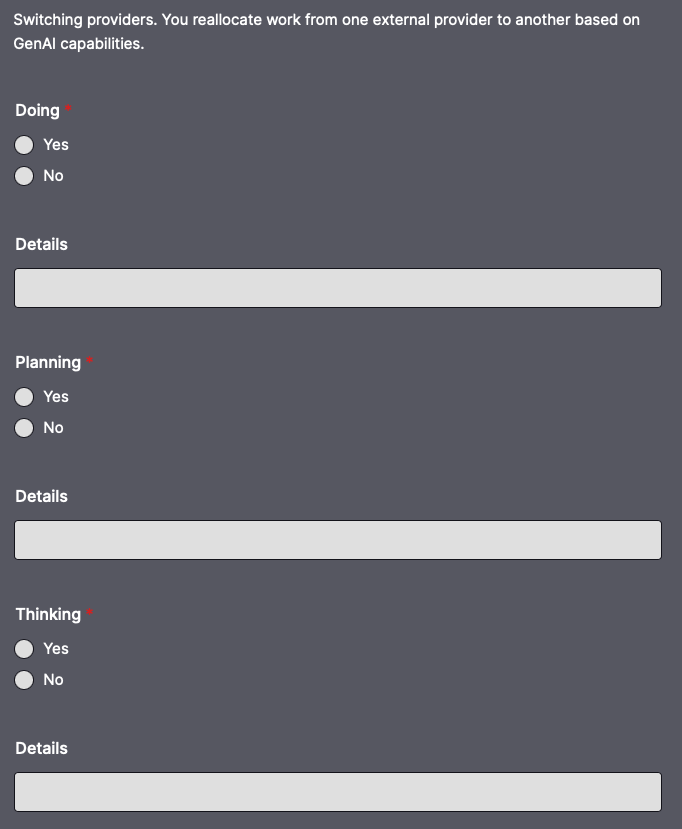 Switching providers. You reallocate work from one external provider to another based on
GenAI capabilities.
Doing *
Yes
No
Details
Planning *
Yes
No
Details
Thinking *
Yes
No
Details